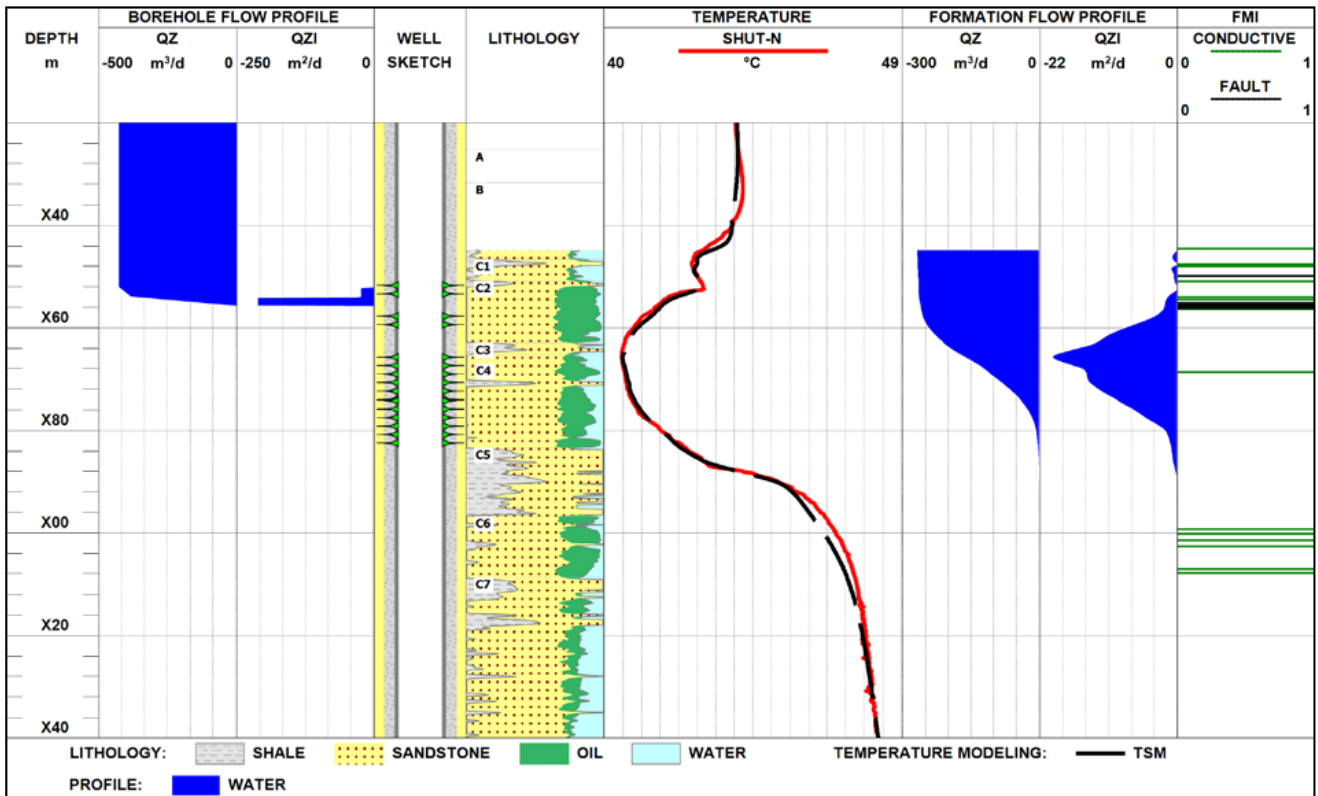 BOREHOLE FLOW PROFILE TEMPERATURE FORMATION FLOW PROFILE FMI
DEPTH QZ QZI WELL LITHOLOGY SHUT-N QZ QZI CONDUCTIVE
m -500 m³/d 0 -250 m²/d 0 SKETCH 40 °C 49 -300 m³/d 0 -22 m²/d 0 0 1
FAULT
0 1
A
B
X40
C1
C2
X60
C3
C4
X80
C5
C6
X00
C7
X20
X40
LITHOLOGY: SHALE SANDSTONE OIL WATER TEMPERATURE MODELING: TSM
PROFILE: WATER